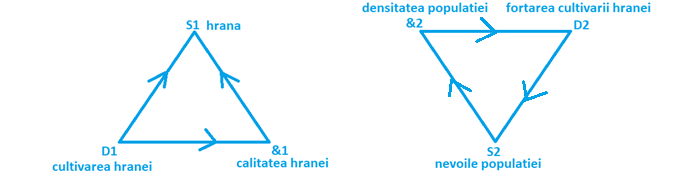 S1 hrana
D1
cultivarea hranei
&1
calitatea hranei
densitatea populatiei
&2
fortarea cultivarii hranei
D2
S2
nevoile populatiei